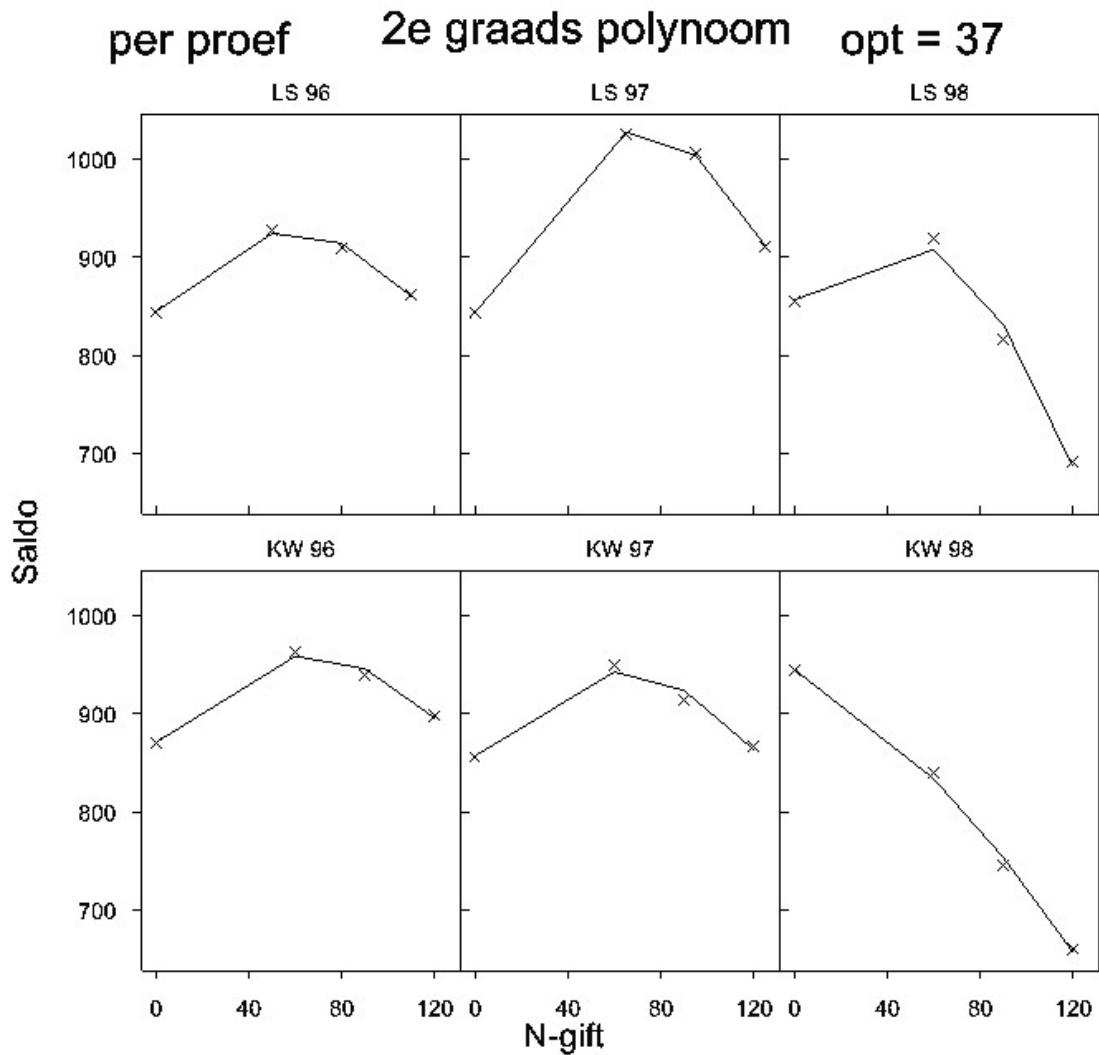 per proef 2e graads polynoom opt = 37
LS 96 LS 97 LS 98
1000
900
800
700
Saldo
KW 96 KW 97 KW 98
1000
900
800
700
0 40 80 120 0 40 80 120 0 40 80 120
N-gift